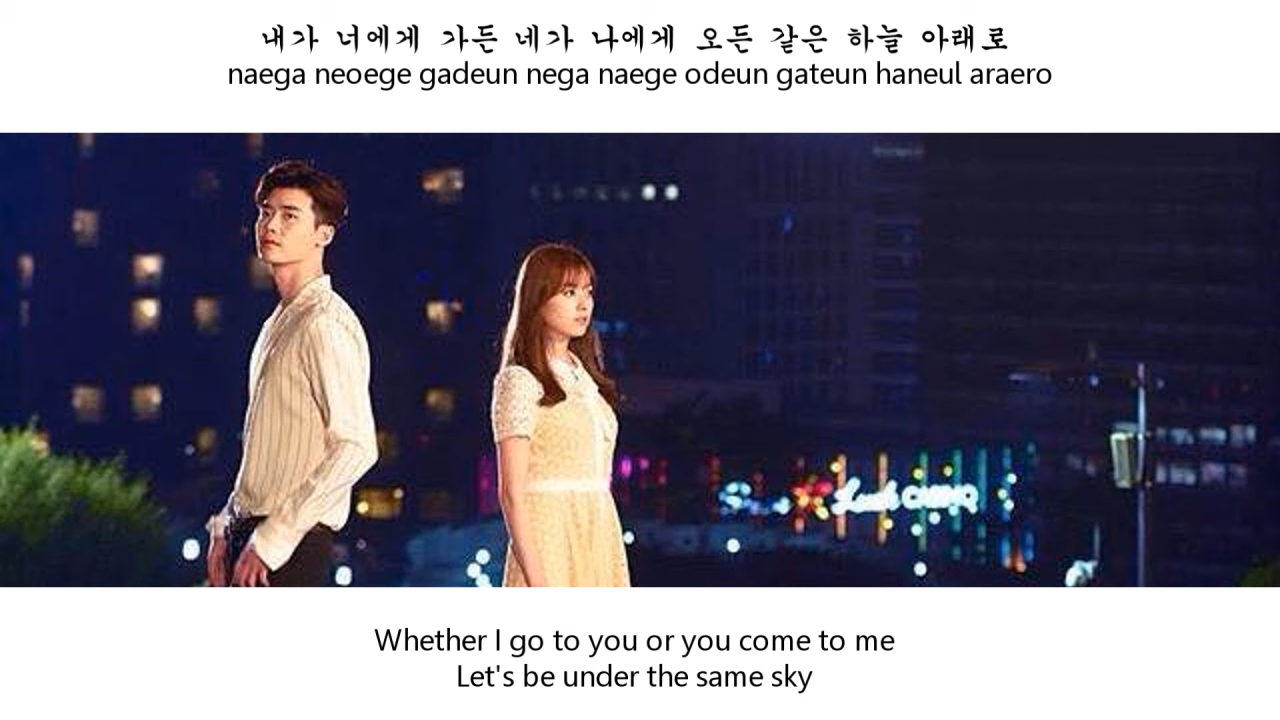 내가 너에게 가든 네가 나에게 오든 같은 하늘 아래로
naega neoege gadeun nega naege odeun gateun haneul araero
CASINO
Whether I go to you or you come to me
Let's be under the same sky